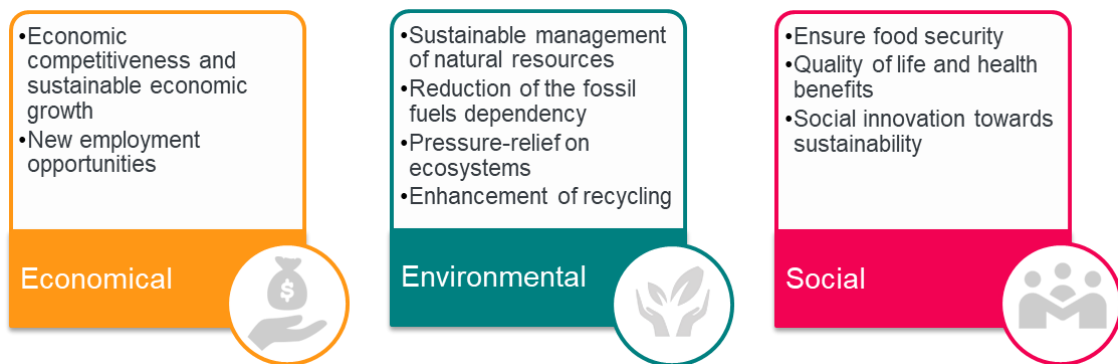 •Economic
competitiveness and
sustainable economic
growth
•New employment
opportunities
Economical
$
•Sustainable management
of natural resources
•Reduction of the fossil
fuels dependency
•Pressure-relief on
ecosystems
•Enhancement of recycling
Environmental
•Ensure food security
•Quality of life and health
benefits
•Social innovation towards
sustainability
Social